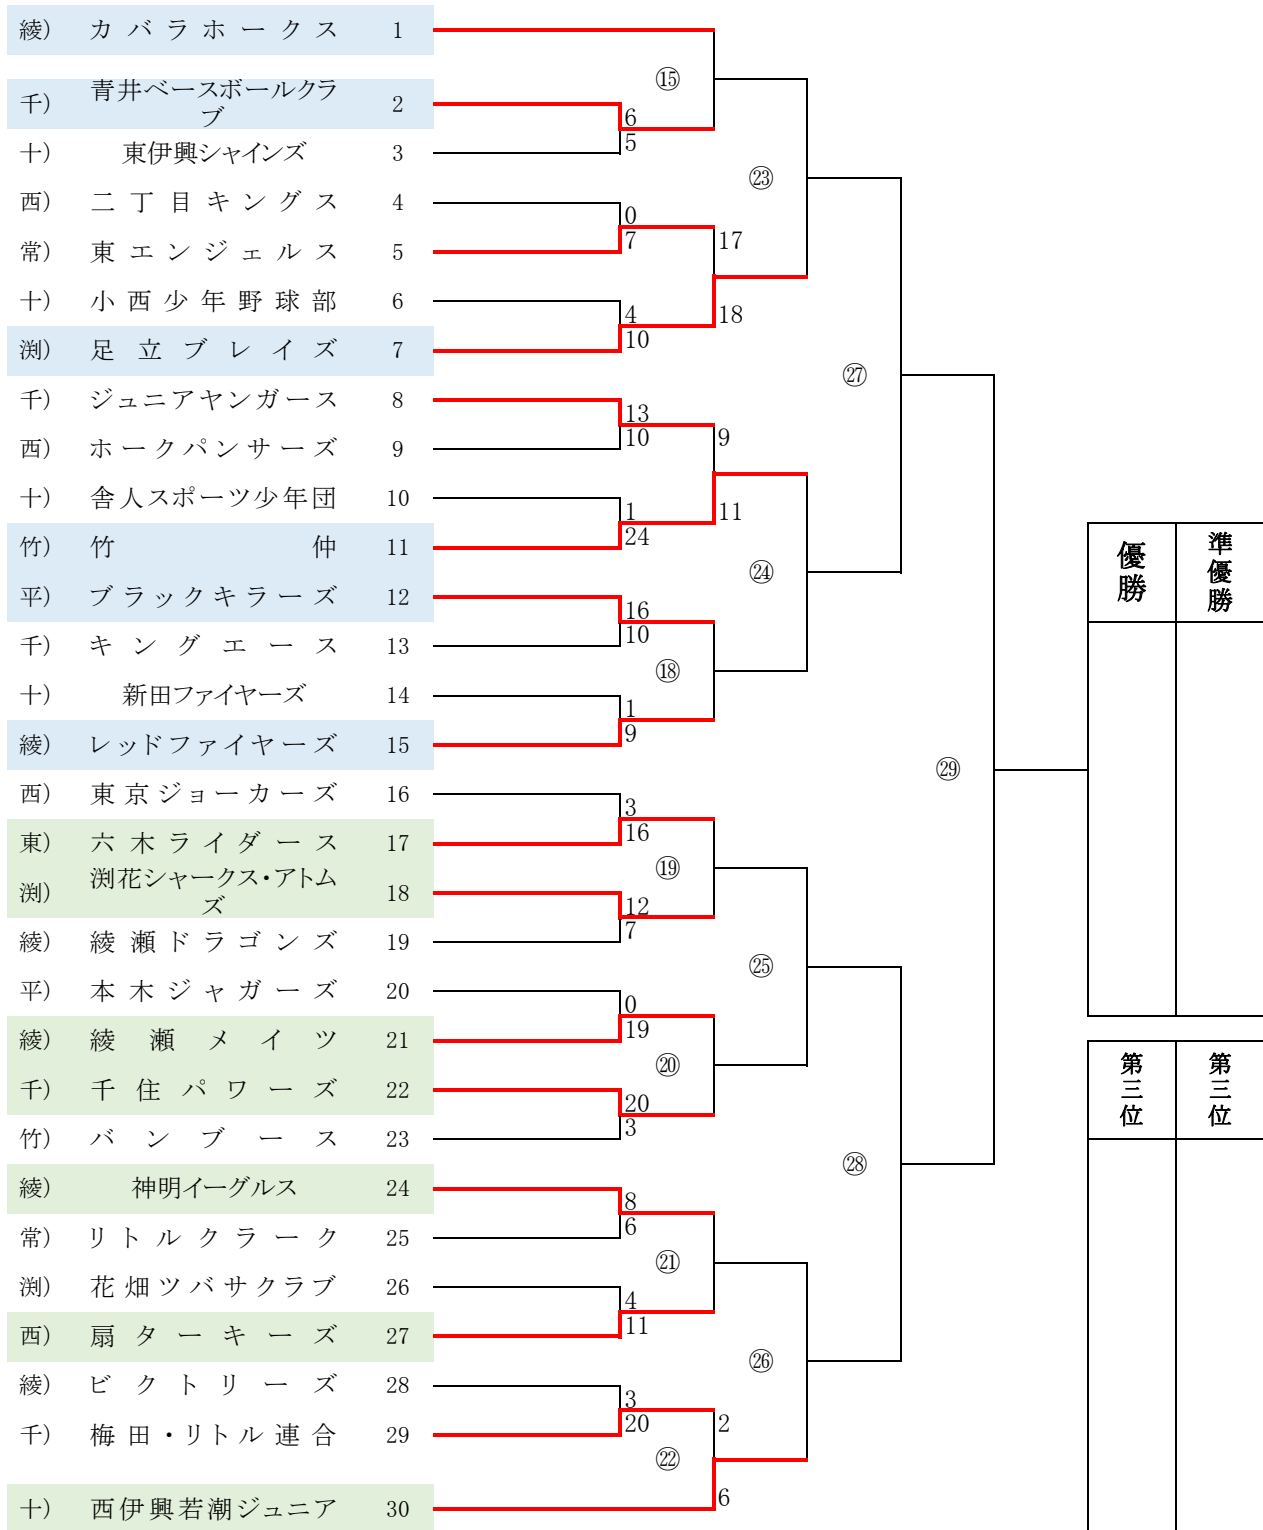 綾） カバラホークス 1
⑮
千） 青井ベースボールクラ
ブ 2
6
十） 東伊興シャインズ 3
5
㉓
西） 二丁目キングス 4
0
常） 東エンジェルス 5
7
17
十） 小西少年野球部 6
4
18
渕） 足立ブレイズ 7
10
㉗
千） ジュニアヤンガース 8
13
西） ホークパンサーズ 9
10
9
十） 舎人スポーツ少年団 10
1
11
竹） 竹仲 11
24
優勝 準優勝
㉔
平） ブラックキラーズ 12
16
千） キングエース 13
10
⑱
十） 新田ファイヤーズ 14
1
綾） レッドファイヤーズ 15
9
㉙
西） 東京ジョーカーズ 16
3
東） 六木ライダース 17
16
⑲
渕） 渕花シャークス・アトム
ズ 18
12
綾） 綾瀬ドラゴンズ 19
7
㉕
平） 本木ジャガーズ 20
0
綾） 綾瀬メイツ 21
19
⑳
第三位 第三位
千） 千住パワーズ 22
20
竹） バンブース 23
3
㉘
綾） 神明イーグルス 24
8
常） リトルクラーク 25
6
㉑
渕） 花畑ツバサクラブ 26
4
西） 扇ターキーズ 27
11
㉖
綾） ビクトリーズ 28
3
千） 梅田・リトル連合 29
20
2
㉒
十） 西伊興若潮ジュニア 30
6